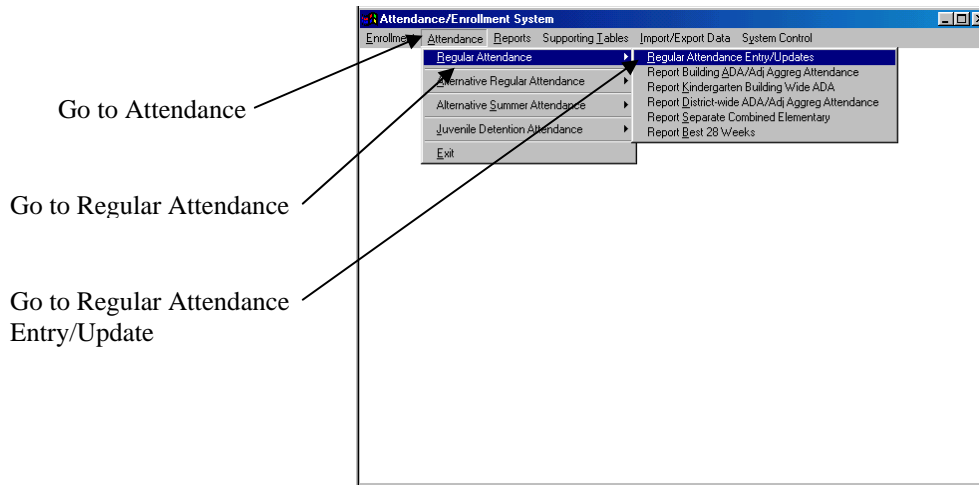 Attendance/Enrollment System
Enrollment Attendance Reports Supporting Tables Import/Export Data System Control
Regular Attendance
Alternative Regular Attendance
Alternative Summer Attendance
Juvenile Detention Attendance
Exit
Regular Attendance Entry/Updates
Report Building ADA/Adj Aggreg Attendance
Report Kindergarten Building Wide ADA
Report District-wide ADA/Adj Aggreg Attendance
Report Separate Combined Elementary
Report Best 28 Weeks
Go to Attendance
Go to Regular Attendance
Go to Regular Attendance
Entry/Update